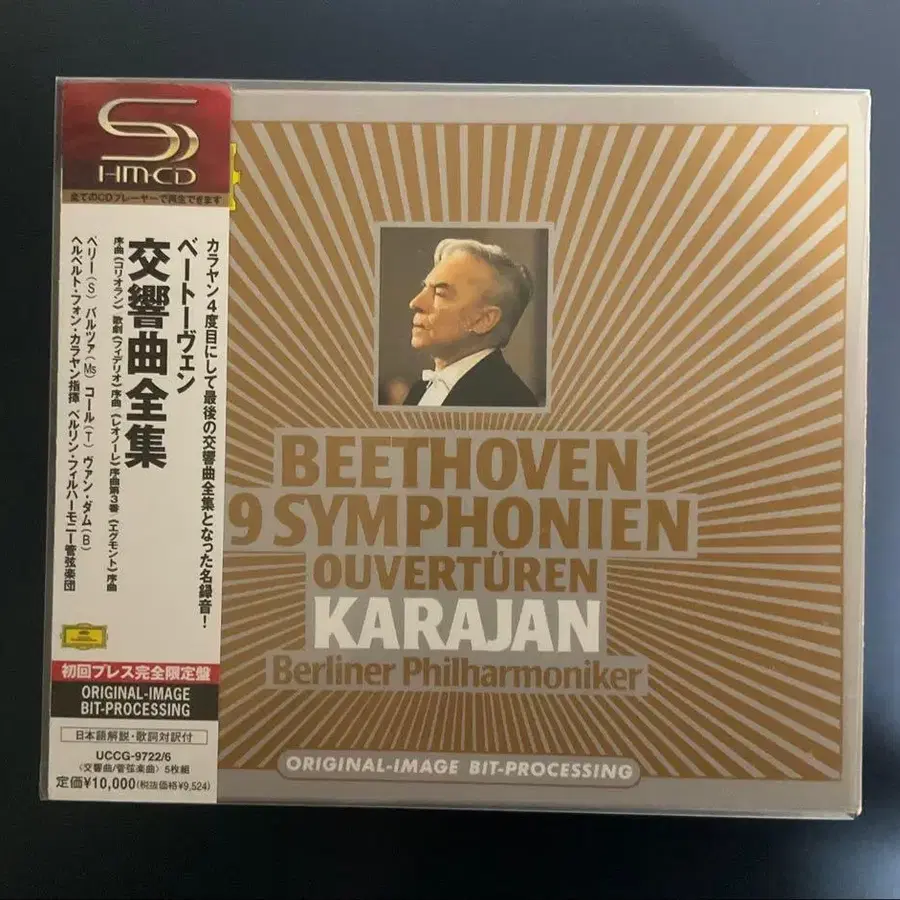 SHM-CD
全てのCDプレーヤーで再生できます
カラヤン4度目にして最後の交響曲全集となった名録音!
ベートーヴェン
交響曲全集
序曲《コリオラン》 歌劇《フィデリオ》序曲 《レオノーレ》序曲第3番 《エグモント》序曲
ペリー(S) バルツァ(Ms) コール(T) ヴァン・ダム(B)
ヘルベルト・フォン・カラヤン指揮 ベルリン・フィルハーモニー管弦楽団
初回プレス完全限定盤
ORIGINAL-IMAGE
BIT-PROCESSING
日本語解説・歌詞対訳付
UCCG-9722/6
〈交響曲/管弦楽曲〉5枚組
定価¥10,000(税抜価格¥9,524)
BEETHOVEN
9 SYMPHONIEN
OUVERTÜREN
KARAJAN
Berliner Philharmoniker
ORIGINAL-IMAGE BIT-PROCESSING